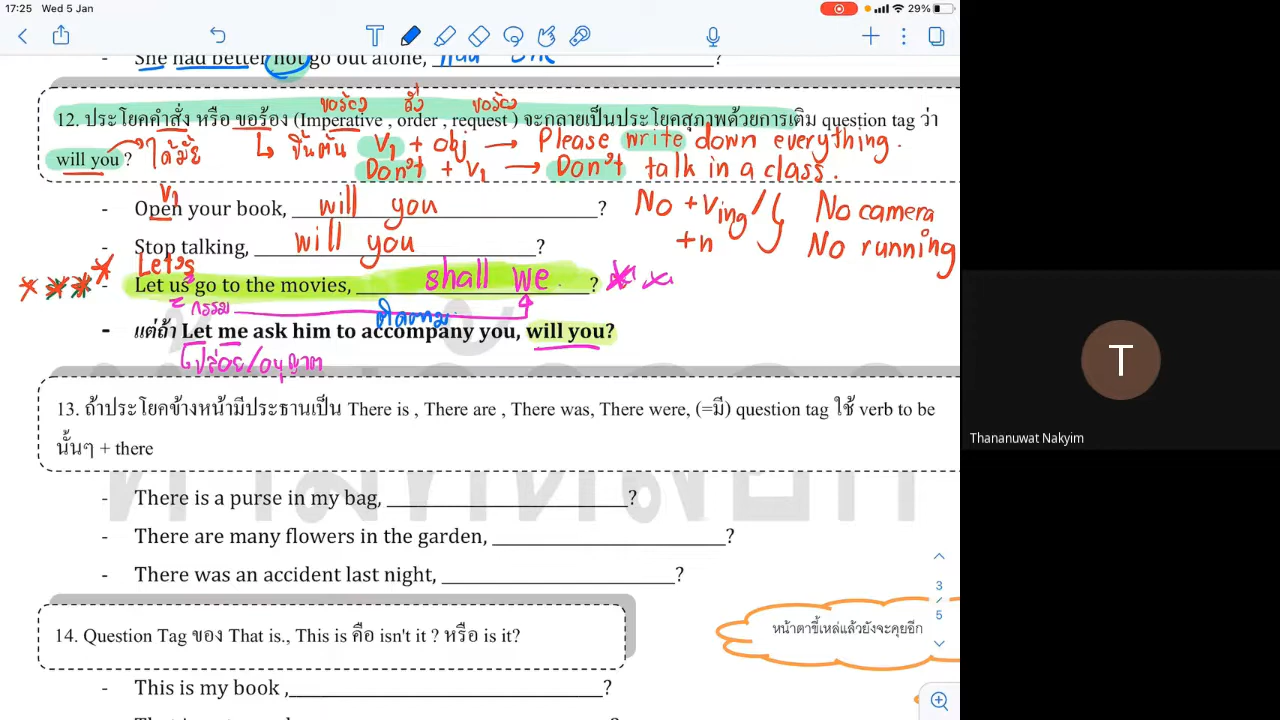 17:25 Wed 5 Jan
29%
- She had better not go out alone, ?
ขอร้อง สั่ง ขอร้อง
12. ประโยคคำสั่ง หรือ ขอร้อง (Imperative , order , request ) จะกลายเป็นประโยคสุภาพด้วยการเติม question tag ว่า
will you ? ได้มั้ย ↳ ขึ้นต้น V1 + obj → Please write down everything.
Don't + V1 → Don't talk in a class.
V1
- Open your book, will you ? No +Ving / No camera
- Stop talking, will you ? +n No running
Let's
- Let us go to the movies, shall we ?
กรรม
- แต่ถ้า Let me ask him to accompany you, will you?
ปล่อย/อนุญาต
Thananuwat Nakyim
T
13. ถ้าประโยคข้างหน้ามีประธานเป็น There is , There are , There was, There were, (=มี) question tag ใช้ verb to be
นั้นๆ + there
- There is a purse in my bag, ?
- There are many flowers in the garden, ?
- There was an accident last night, ?
3
/
5
14. Question Tag ของ That is., This is คือ isn't it ? หรือ is it?
หน้าตาขี้เหล่แล้วยังจะคุยอีก
- This is my book , ?